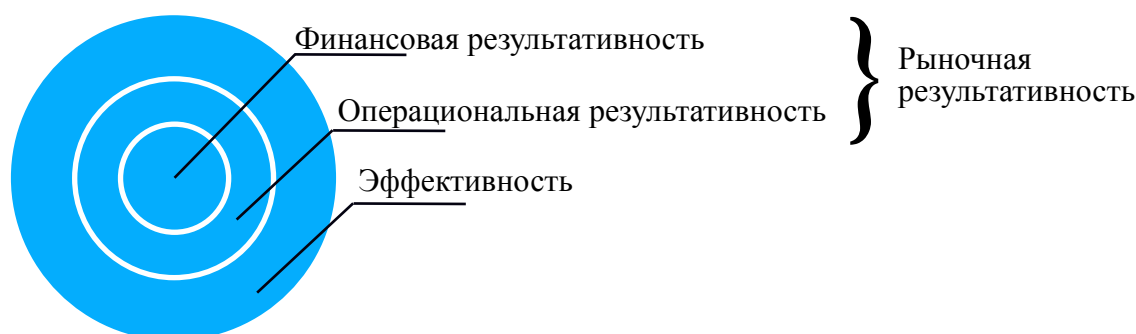 Финансовая результативность
Операциональная результативность
Эффективность
Рыночная
результативность